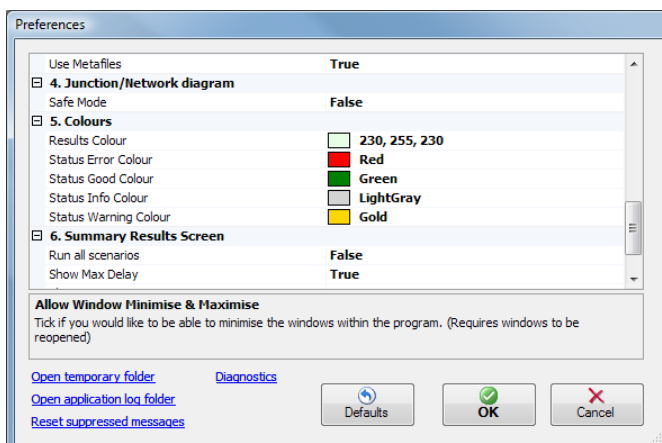 Preferences
Use Metafiles True
4. Junction/Network diagram
Safe Mode False
5. Colours
Results Colour 230, 255, 230
Status Error Colour Red
Status Good Colour Green
Status Info Colour LightGray
Status Warning Colour Gold
6. Summary Results Screen
Run all scenarios False
Show Max Delay True
Allow Window Minimise & Maximise
Tick if you would like to be able to minimise the windows within the program. (Requires windows to be
reopened)
Open temporary folder Diagnostics
Open application log folder
Reset suppressed messages
Defaults OK Cancel